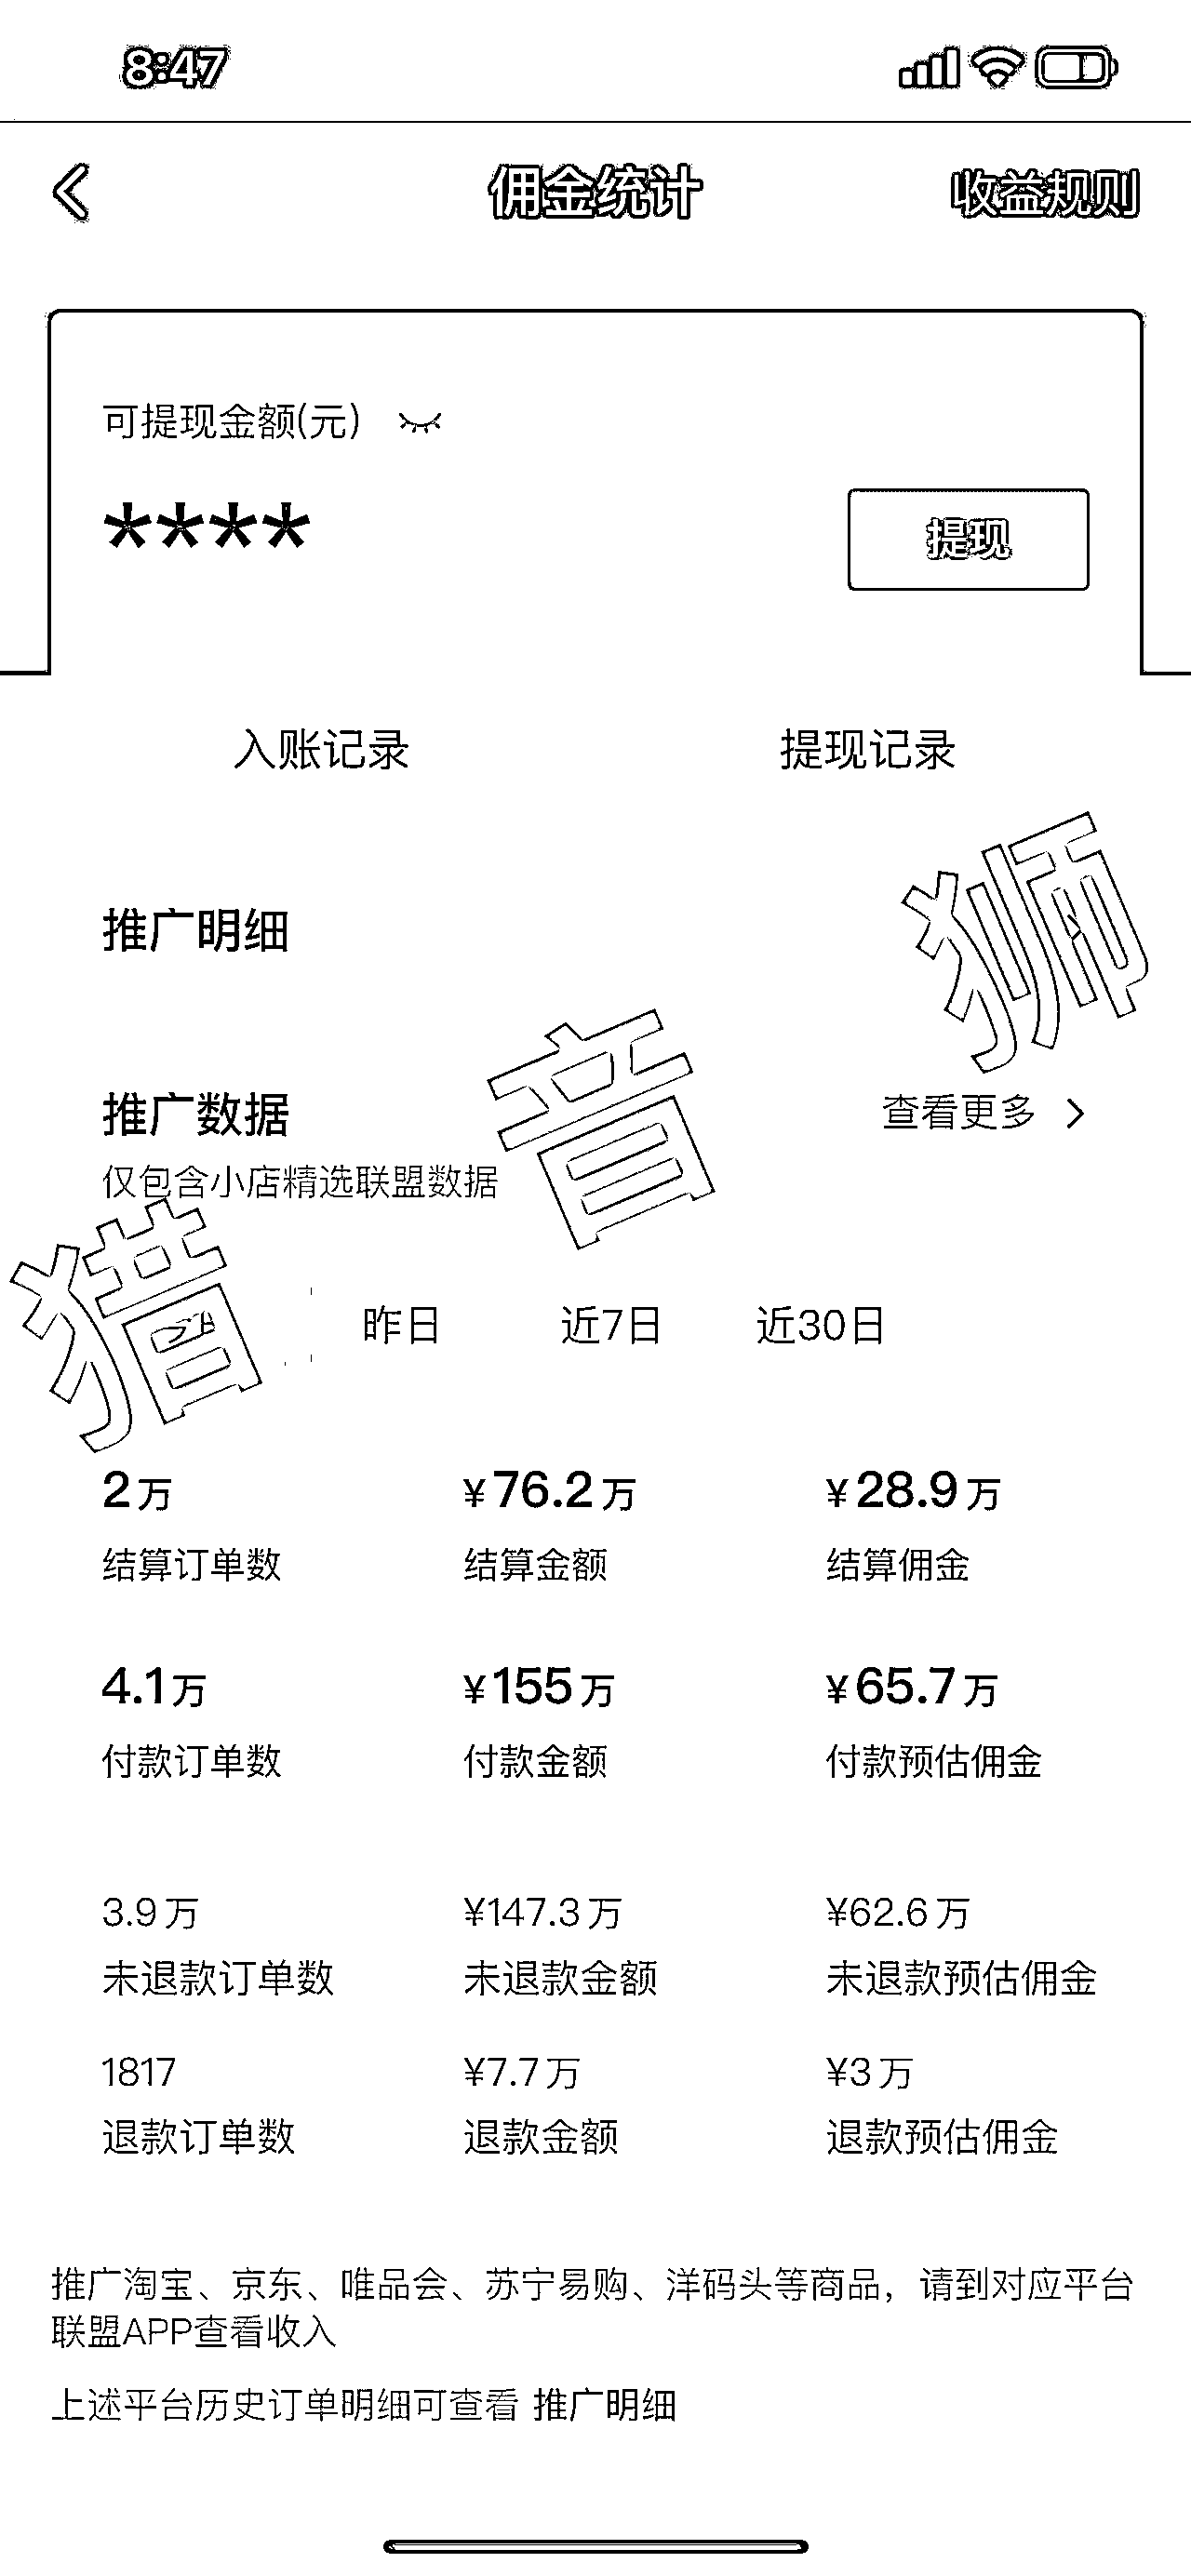 8:47
佣金统计
收益规则
可提现金额(元)
****
提现
入账记录
提现记录
推广明细
推广数据
查看更多
仅包含小店精选联盟数据
猎音狮
昨日
近7日
近30日
2万
¥76.2万
¥28.9万
结算订单数
结算金额
结算佣金
4.1万
¥155万
¥65.7万
付款订单数
付款金额
付款预估佣金
3.9万
¥147.3万
¥62.6万
未退款订单数
未退款金额
未退款预估佣金
1817
¥7.7万
¥3万
退款订单数
退款金额
退款预估佣金
推广淘宝、京东、唯品会、苏宁易购、洋码头等商品，请到对应平台
联盟APP查看收入
上述平台历史订单明细可查看 推广明细